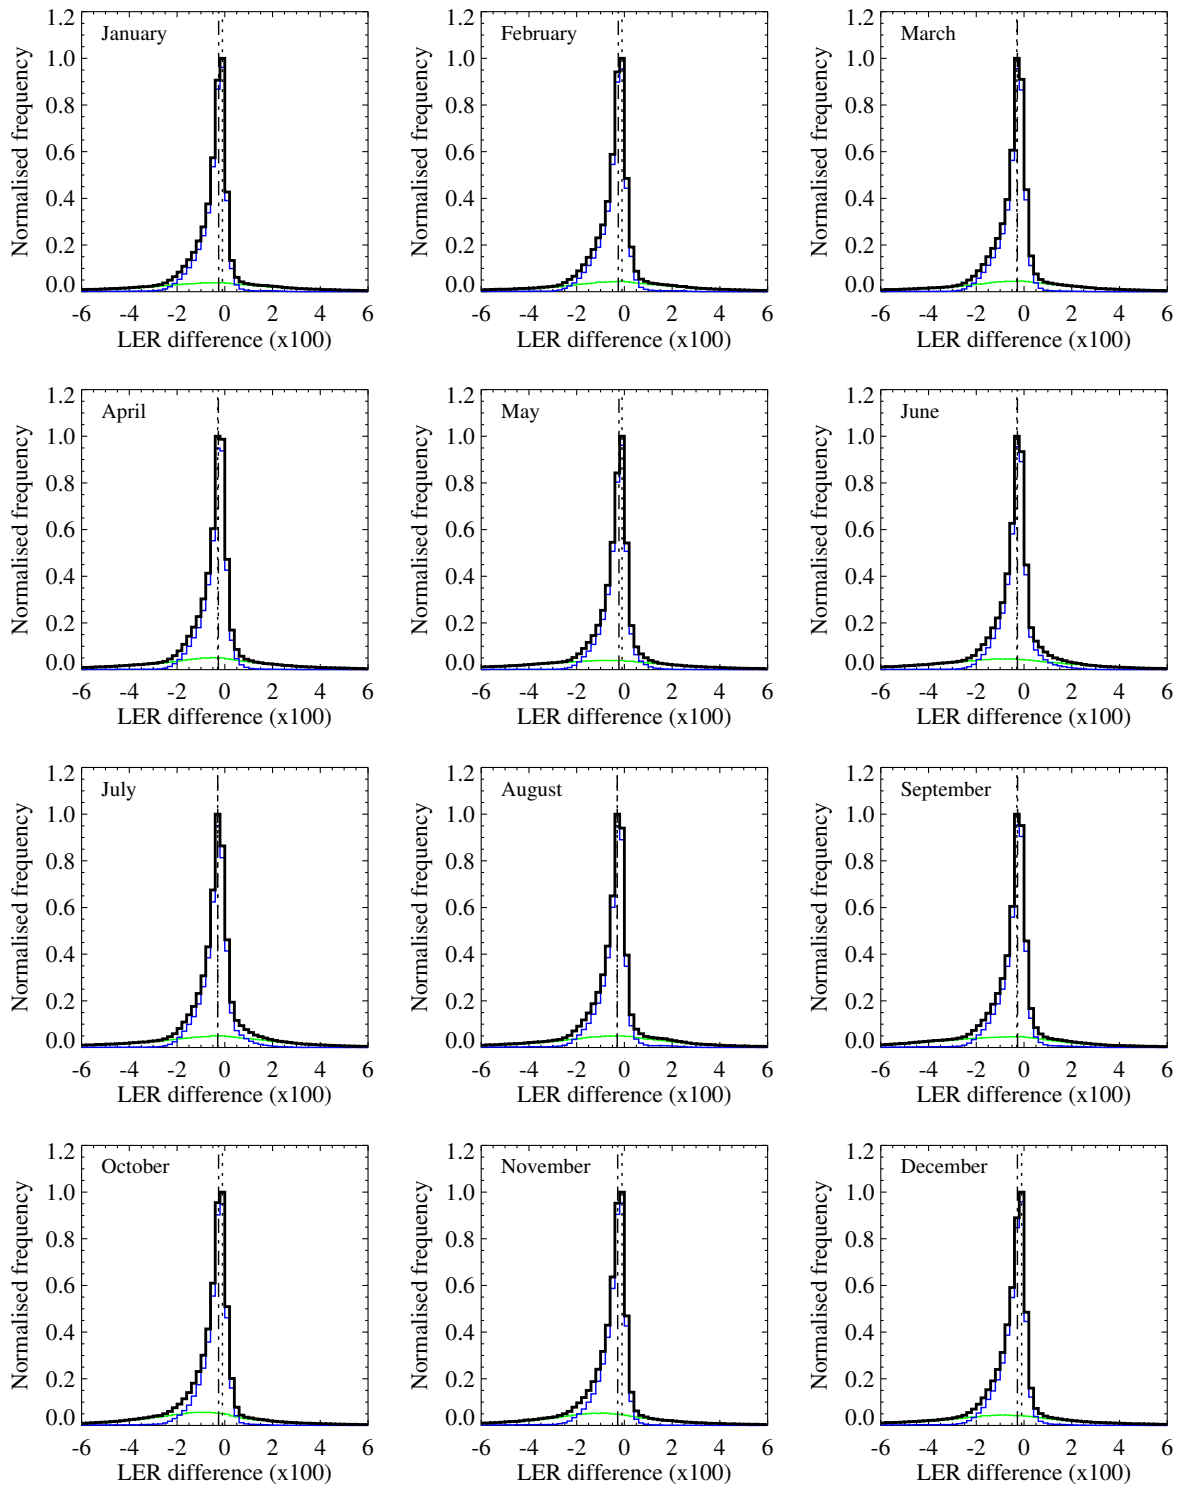 January
Normalised frequency
1.2
1.0
0.8
0.6
0.4
0.2
0.0
-6 -4 -2 0 2 4 6
LER difference (x100)
February
Normalised frequency
1.2
1.0
0.8
0.6
0.4
0.2
0.0
-6 -4 -2 0 2 4 6
LER difference (x100)
March
Normalised frequency
1.2
1.0
0.8
0.6
0.4
0.2
0.0
-6 -4 -2 0 2 4 6
LER difference (x100)
April
Normalised frequency
1.2
1.0
0.8
0.6
0.4
0.2
0.0
-6 -4 -2 0 2 4 6
LER difference (x100)
May
Normalised frequency
1.2
1.0
0.8
0.6
0.4
0.2
0.0
-6 -4 -2 0 2 4 6
LER difference (x100)
June
Normalised frequency
1.2
1.0
0.8
0.6
0.4
0.2
0.0
-6 -4 -2 0 2 4 6
LER difference (x100)
July
Normalised frequency
1.2
1.0
0.8
0.6
0.4
0.2
0.0
-6 -4 -2 0 2 4 6
LER difference (x100)
August
Normalised frequency
1.2
1.0
0.8
0.6
0.4
0.2
0.0
-6 -4 -2 0 2 4 6
LER difference (x100)
September
Normalised frequency
1.2
1.0
0.8
0.6
0.4
0.2
0.0
-6 -4 -2 0 2 4 6
LER difference (x100)
October
Normalised frequency
1.2
1.0
0.8
0.6
0.4
0.2
0.0
-6 -4 -2 0 2 4 6
LER difference (x100)
November
Normalised frequency
1.2
1.0
0.8
0.6
0.4
0.2
0.0
-6 -4 -2 0 2 4 6
LER difference (x100)
December
Normalised frequency
1.2
1.0
0.8
0.6
0.4
0.2
0.0
-6 -4 -2 0 2 4 6
LER difference (x100)